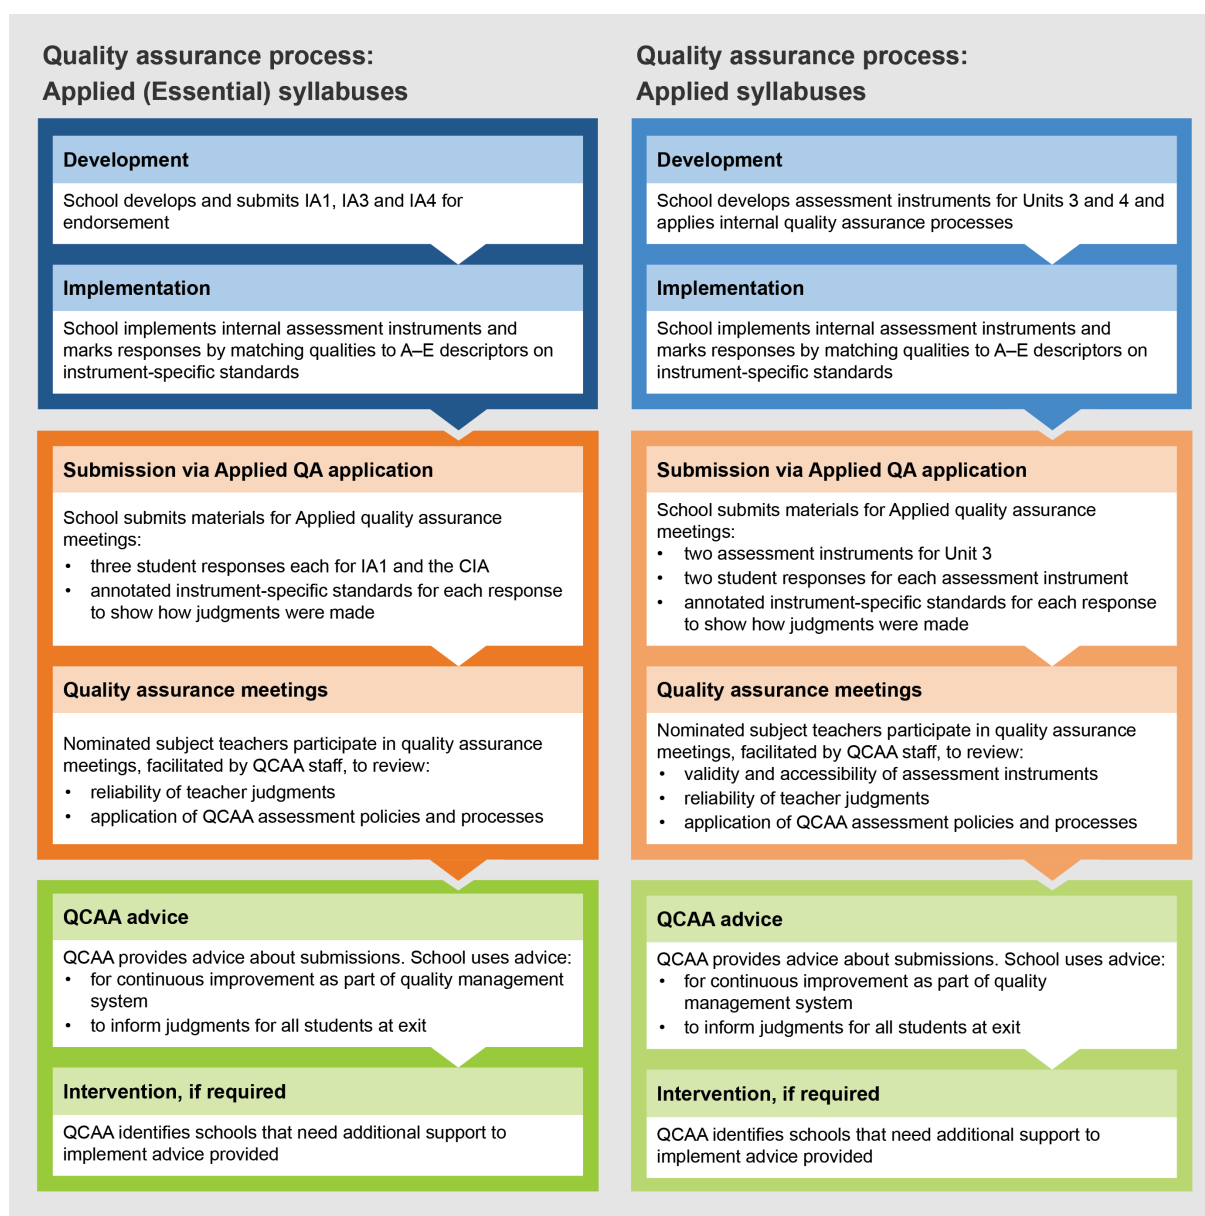 Quality assurance process:
Applied (Essential) syllabuses
Development
School develops and submits IA1, IA3 and IA4 for
endorsement
Implementation
School implements internal assessment instruments and
marks responses by matching qualities to A–E descriptors on
instrument-specific standards
Submission via Applied QA application
School submits materials for Applied quality assurance
meetings:
• three student responses each for IA1 and the CIA
• annotated instrument-specific standards for each response
to show how judgments were made
Quality assurance meetings
Nominated subject teachers participate in quality assurance
meetings, facilitated by QCAA staff, to review:
• reliability of teacher judgments
• application of QCAA assessment policies and processes
QCAA advice
QCAA provides advice about submissions. School uses advice:
• for continuous improvement as part of quality management
system
• to inform judgments for all students at exit
Intervention, if required
QCAA identifies schools that need additional support to
implement advice provided
Quality assurance process:
Applied syllabuses
Development
School develops assessment instruments for Units 3 and 4 and
applies internal quality assurance processes
Implementation
School implements internal assessment instruments and
marks responses by matching qualities to A–E descriptors on
instrument-specific standards
Submission via Applied QA application
School submits materials for Applied quality assurance
meetings:
• two assessment instruments for Unit 3
• two student responses for each assessment instrument
• annotated instrument-specific standards for each response
to show how judgments were made
Quality assurance meetings
Nominated subject teachers participate in quality assurance
meetings, facilitated by QCAA staff, to review:
• validity and accessibility of assessment instruments
• reliability of teacher judgments
• application of QCAA assessment policies and processes
QCAA advice
QCAA provides advice about submissions. School uses advice:
• for continuous improvement as part of quality
management system
• to inform judgments for all students at exit
Intervention, if required
QCAA identifies schools that need additional support to
implement advice provided